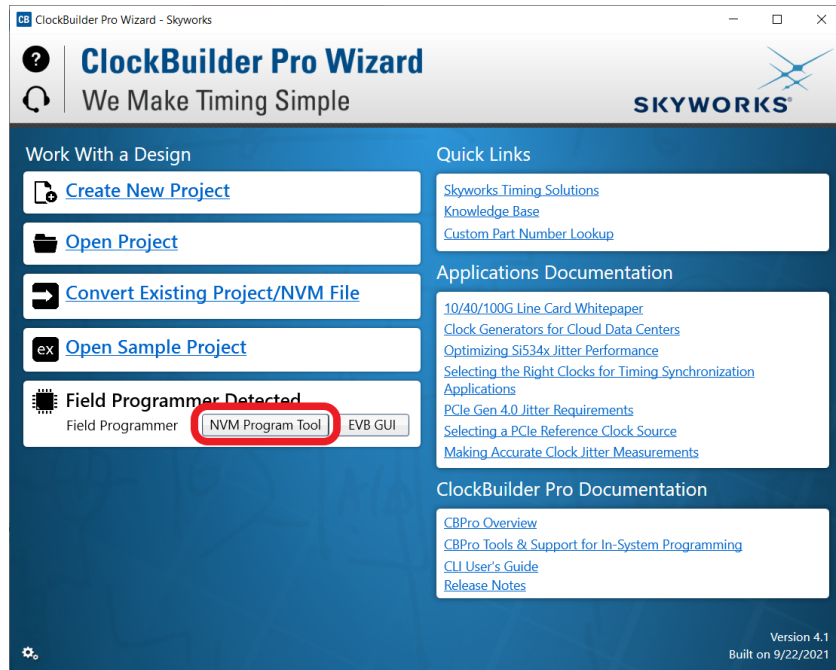 CB ClockBuilder Pro Wizard - Skyworks
?
ClockBuilder Pro Wizard
We Make Timing Simple
SKYWORKS®
Work With a Design
Create New Project
Open Project
Convert Existing Project/NVM File
ex Open Sample Project
Field Programmer Detected
Field Programmer NVM Program Tool EVB GUI
Quick Links
Skyworks Timing Solutions
Knowledge Base
Custom Part Number Lookup
Applications Documentation
10/40/100G Line Card Whitepaper
Clock Generators for Cloud Data Centers
Optimizing Si534x Jitter Performance
Selecting the Right Clocks for Timing Synchronization
Applications
PCIe Gen 4.0 Jitter Requirements
Selecting a PCIe Reference Clock Source
Making Accurate Clock Jitter Measurements
ClockBuilder Pro Documentation
CBPro Overview
CBPro Tools & Support for In-System Programming
CLI User's Guide
Release Notes
Version 4.1
Built on 9/22/2021